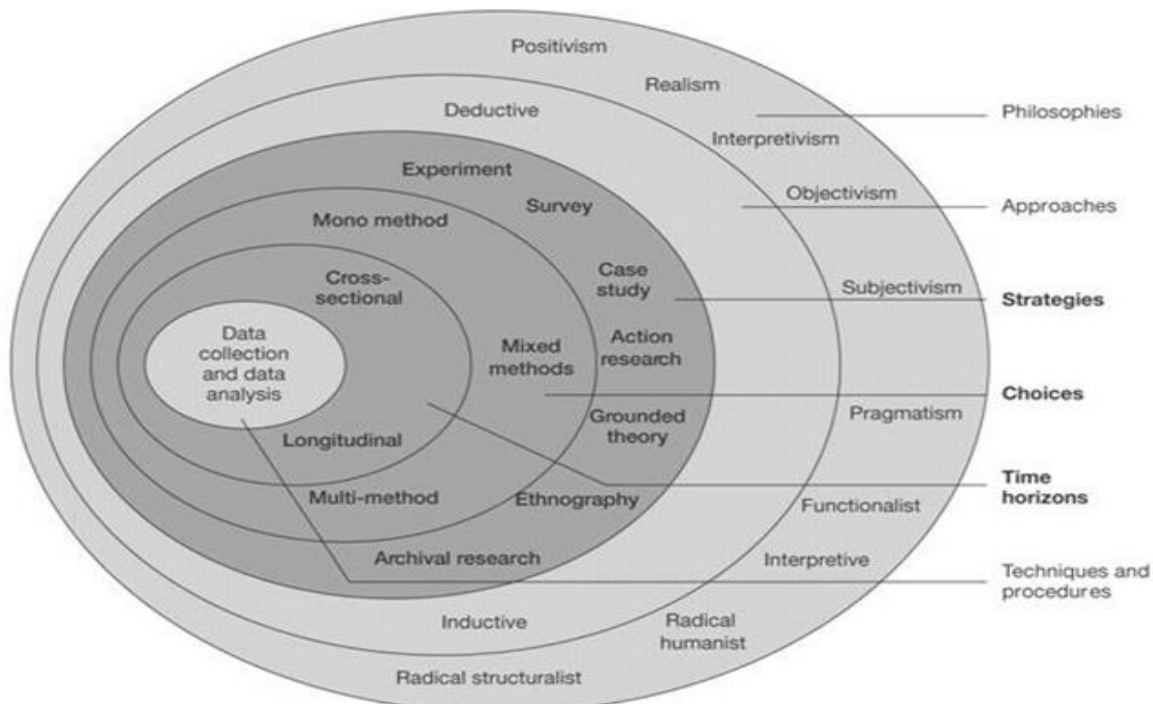 Positivism
Realism
Philosophies
Deductive
Interpretivism
Experiment
Objectivism
Survey
Approaches
Mono method
Cross-
sectional
Case
study
Subjectivism
Strategies
Data
collection
and data
analysis
Mixed
methods
Action
research
Choices
Pragmatism
Grounded
theory
Longitudinal
Time
horizons
Multi-method
Ethnography
Functionalist
Archival research
Interpretive
Techniques and
procedures
Inductive
Radical
humanist
Radical structuralist